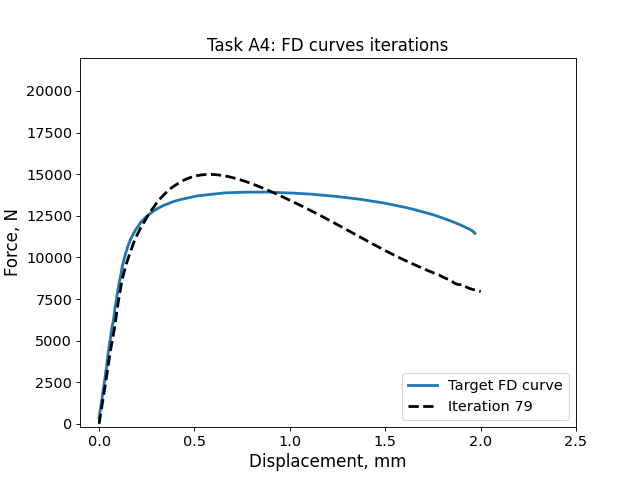 Task A4: FD curves iterations
Force, N
20000
17500
15000
12500
10000
7500
5000
2500
0
0.0 0.5 1.0 1.5 2.0 2.5
Displacement, mm
Target FD curve
Iteration 79